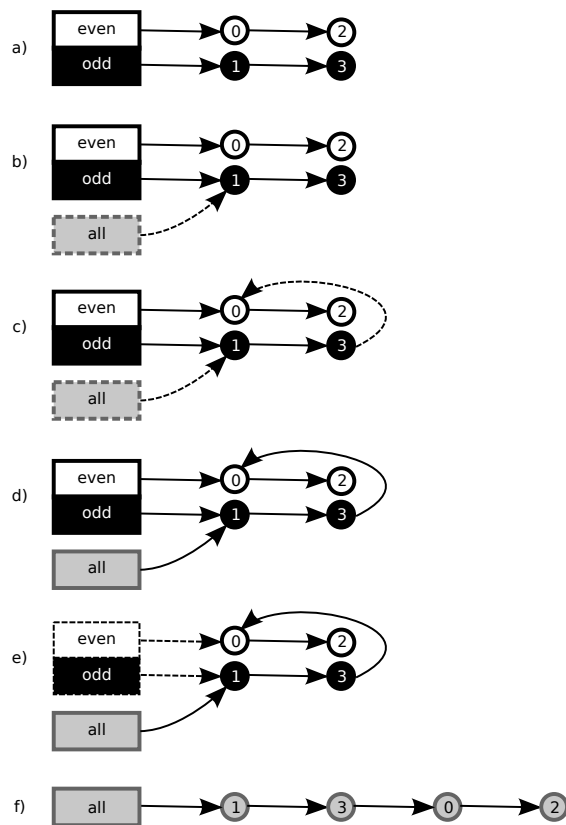 a) even 0 2
odd 1 3
b) even 0 2
odd 1 3
all
c) even 0 2
odd 1 3
all
d) even 0 2
odd 1 3
all
e) even 0 2
odd 1 3
all
f) all 1 3 0 2